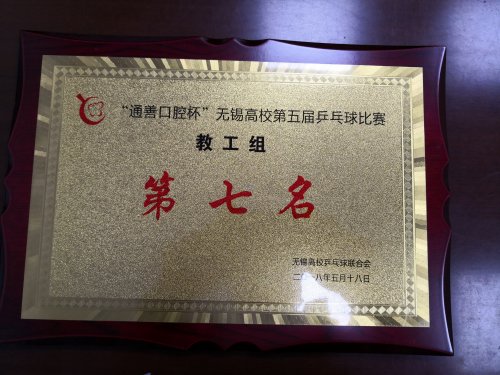 “通善口腔杯”无锡高校第五届乒乓球比赛
教工组
第七名
无锡高校乒乓球联合会
二〇一八年五月十八日